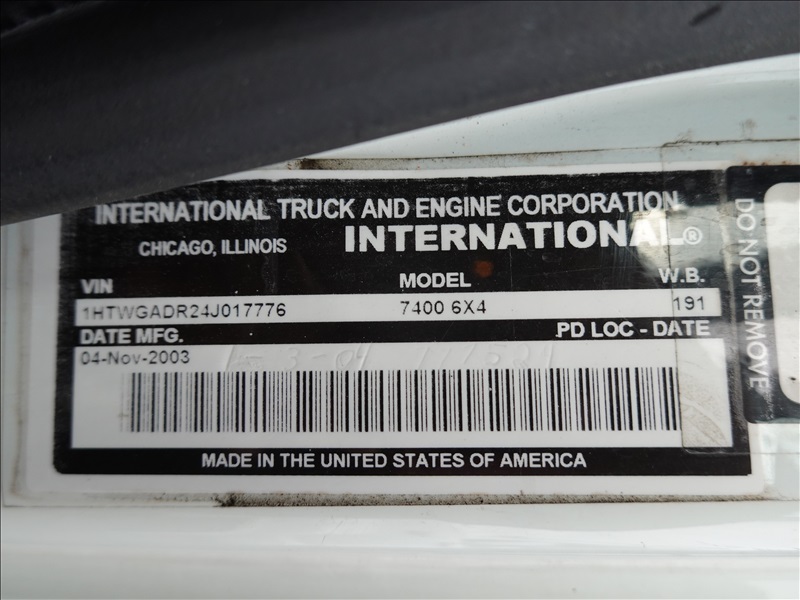 INTERNATIONAL TRUCK AND ENGINE CORPORATION
CHICAGO, ILLINOIS INTERNATIONAL®
VIN MODEL W.B.
1HTWGADR24J017776 7400 6X4 191
DATE MFG. PD LOC - DATE
04-Nov-2003
MADE IN THE UNITED STATES OF AMERICA
DO NOT REMOVE